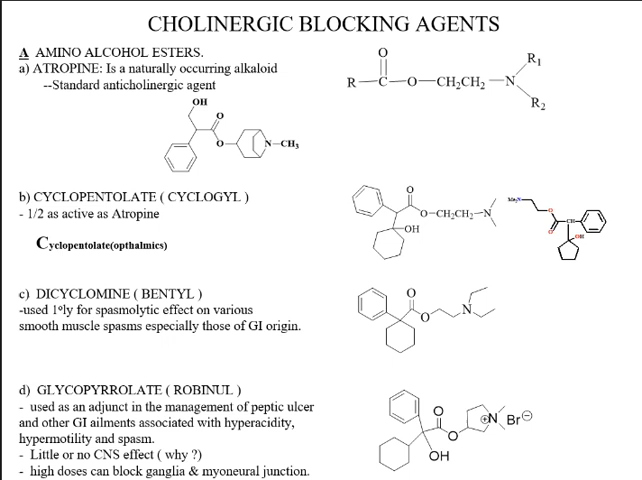 CHOLINERGIC BLOCKING AGENTS
A AMINO ALCOHOL ESTERS.
a) ATROPINE: Is a naturally occurring alkaloid
--Standard anticholinergic agent
O
R C O CH2CH2 N R1 R2
OH
O
O N CH3
b) CYCLOPENTOLATE ( CYCLOGYL )
- 1/2 as active as Atropine
Cyclopentolate(opthalmics)
O
O CH2CH2 N
OH
Me2N
O
O CH
OH
c) DICYCLOMINE ( BENTYL )
-used 1°ly for spasmolytic effect on various
smooth muscle spasms especially those of GI origin.
O
O N
d) GLYCOPYRROLATE ( ROBINUL )
- used as an adjunct in the management of peptic ulcer
and other GI ailments associated with hyperacidity,
hypermotility and spasm.
- Little or no CNS effect ( why ?)
- high doses can block ganglia & myoneural junction.
O
O ⊕N Br⊖
OH